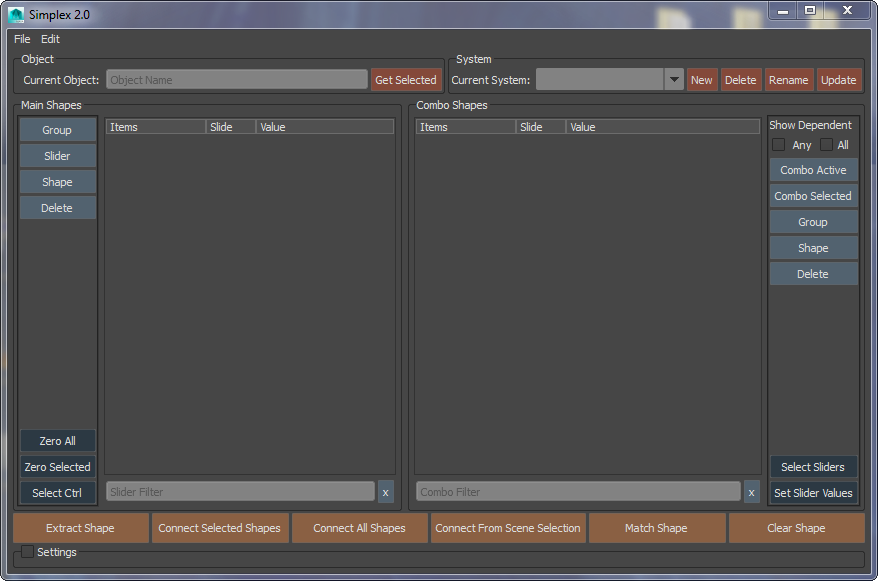 Simplex 2.0
File Edit
Object
Current Object: Object Name Get Selected
System
Current System: New Delete Rename Update
Main Shapes
Group
Slider
Shape
Delete
Zero All
Zero Selected
Select Ctrl
Items Slide Value
Slider Filter x
Combo Shapes
Items Slide Value
Combo Filter x
Show Dependent
Any All
Combo Active
Combo Selected
Group
Shape
Delete
Select Sliders
Set Slider Values
Extract Shape Connect Selected Shapes Connect All Shapes Connect From Scene Selection Match Shape Clear Shape
Settings